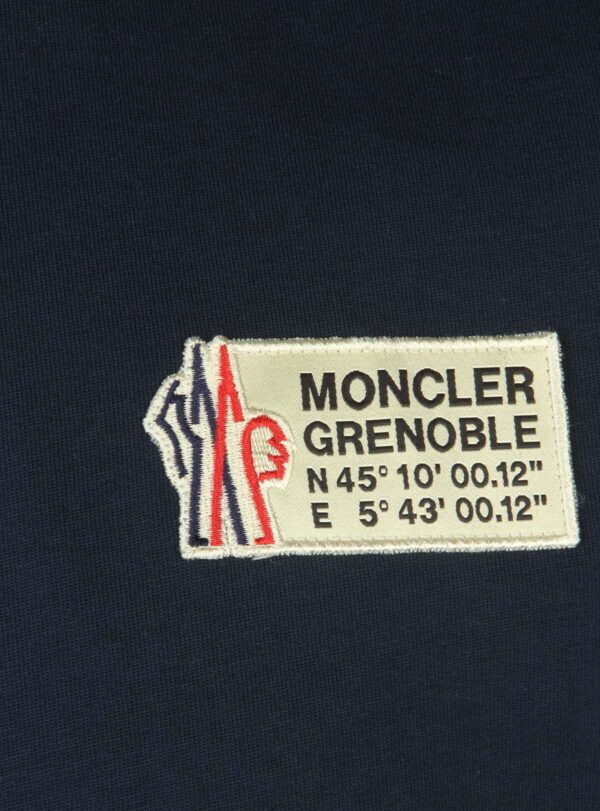 MONCLER
GRENOBLE
N 45° 10' 00.12"
E 5° 43' 00.12"